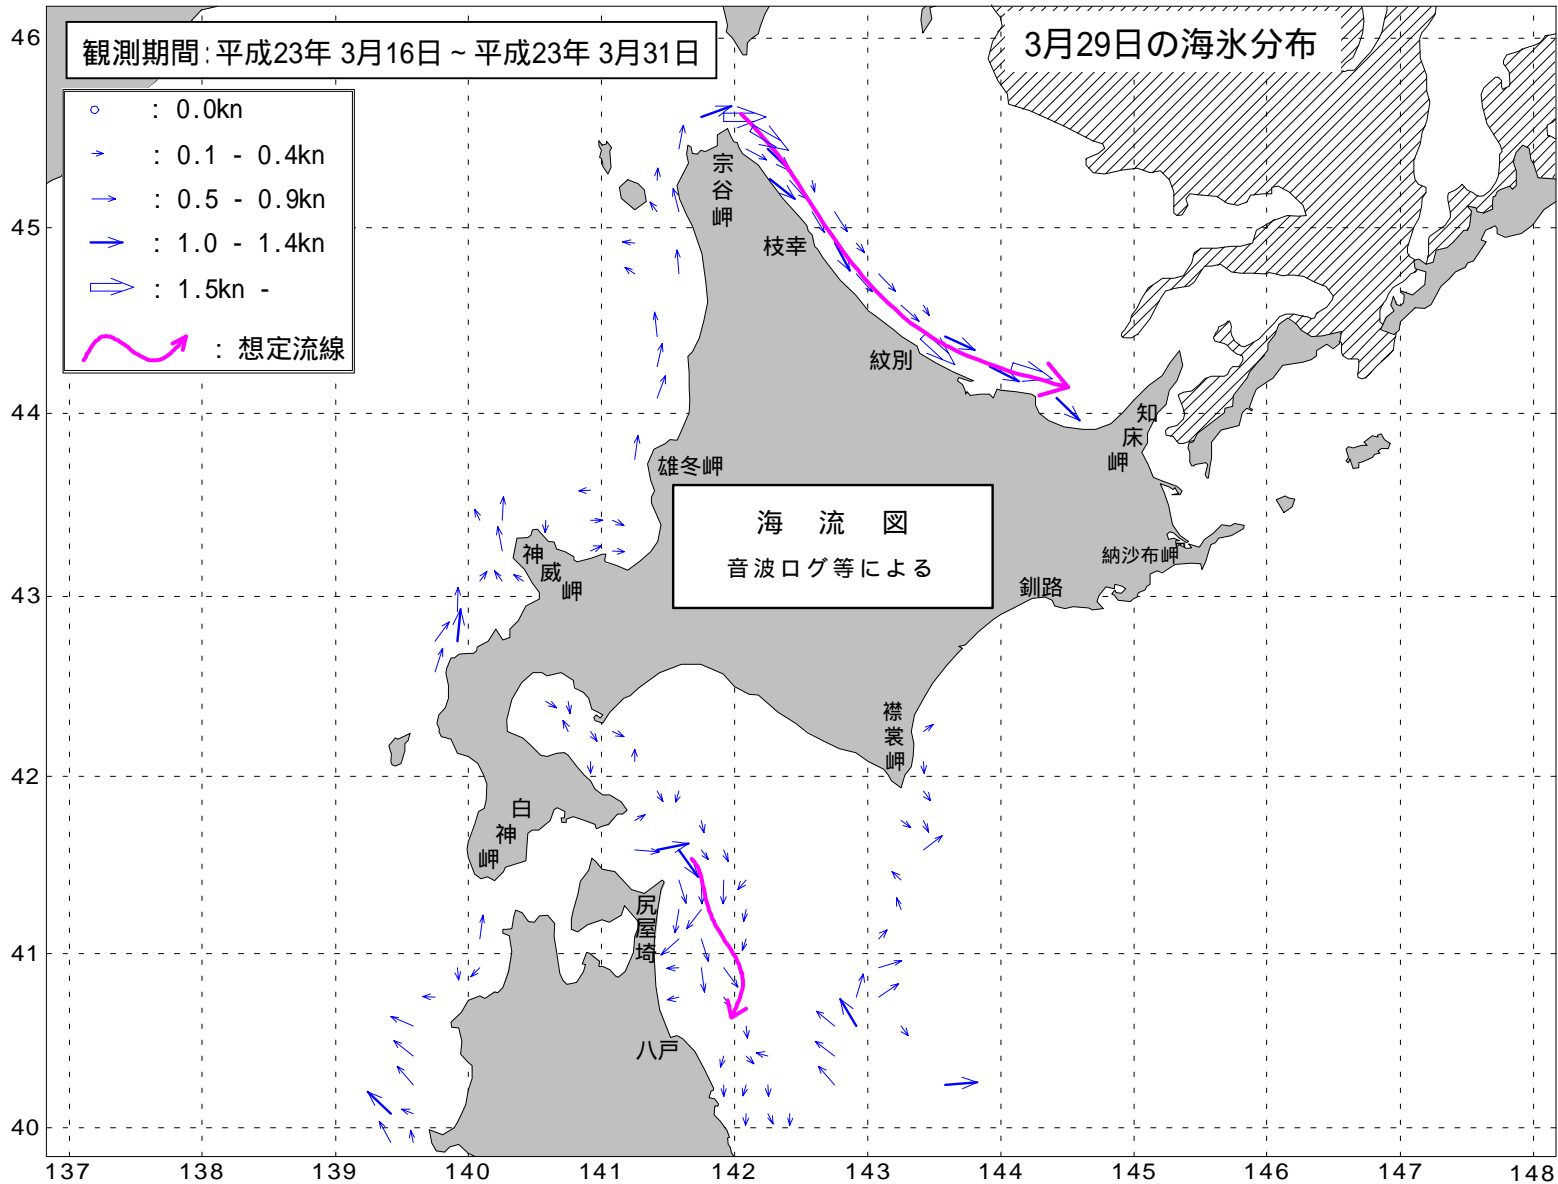 観測期間:平成23年 3月16日 ~ 平成23年 3月31日
3月29日の海氷分布
: 0.0kn
: 0.1 - 0.4kn
: 0.5 - 0.9kn
: 1.0 - 1.4kn
: 1.5kn -
: 想定流線
宗谷岬
枝幸
紋別
知床岬
雄冬岬
海 流 図
音波ログ等による
納沙布岬
神威岬
釧路
襟裳岬
白神岬
尻屋埼
八戸
46
45
44
43
42
41
40
137 138 139 140 141 142 143 144 145 146 147 148